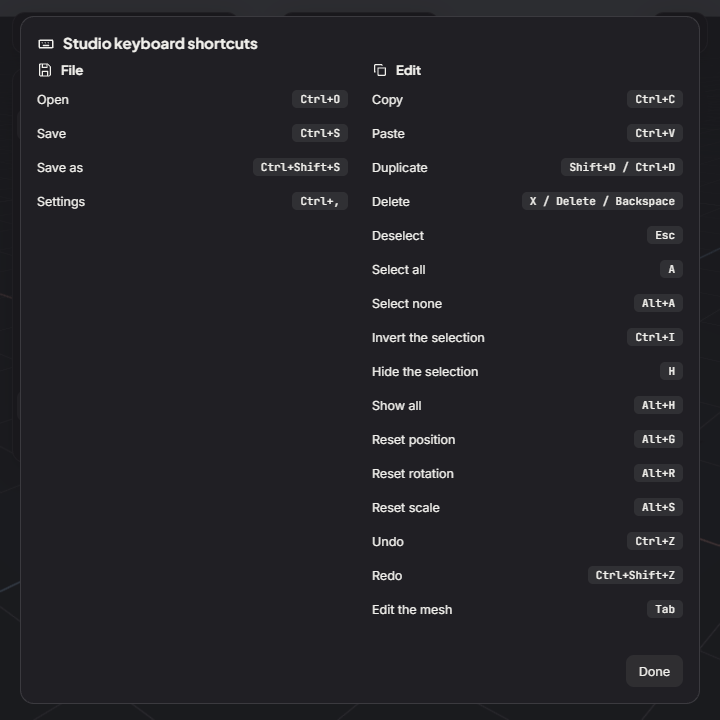 Studio keyboard shortcuts
File
Open Ctrl+O
Save Ctrl+S
Save as Ctrl+Shift+S
Settings Ctrl+,
Edit
Copy Ctrl+C
Paste Ctrl+V
Duplicate Shift+D / Ctrl+D
Delete X / Delete / Backspace
Deselect Esc
Select all A
Select none Alt+A
Invert the selection Ctrl+I
Hide the selection H
Show all Alt+H
Reset position Alt+G
Reset rotation Alt+R
Reset scale Alt+S
Undo Ctrl+Z
Redo Ctrl+Shift+Z
Edit the mesh Tab
Done